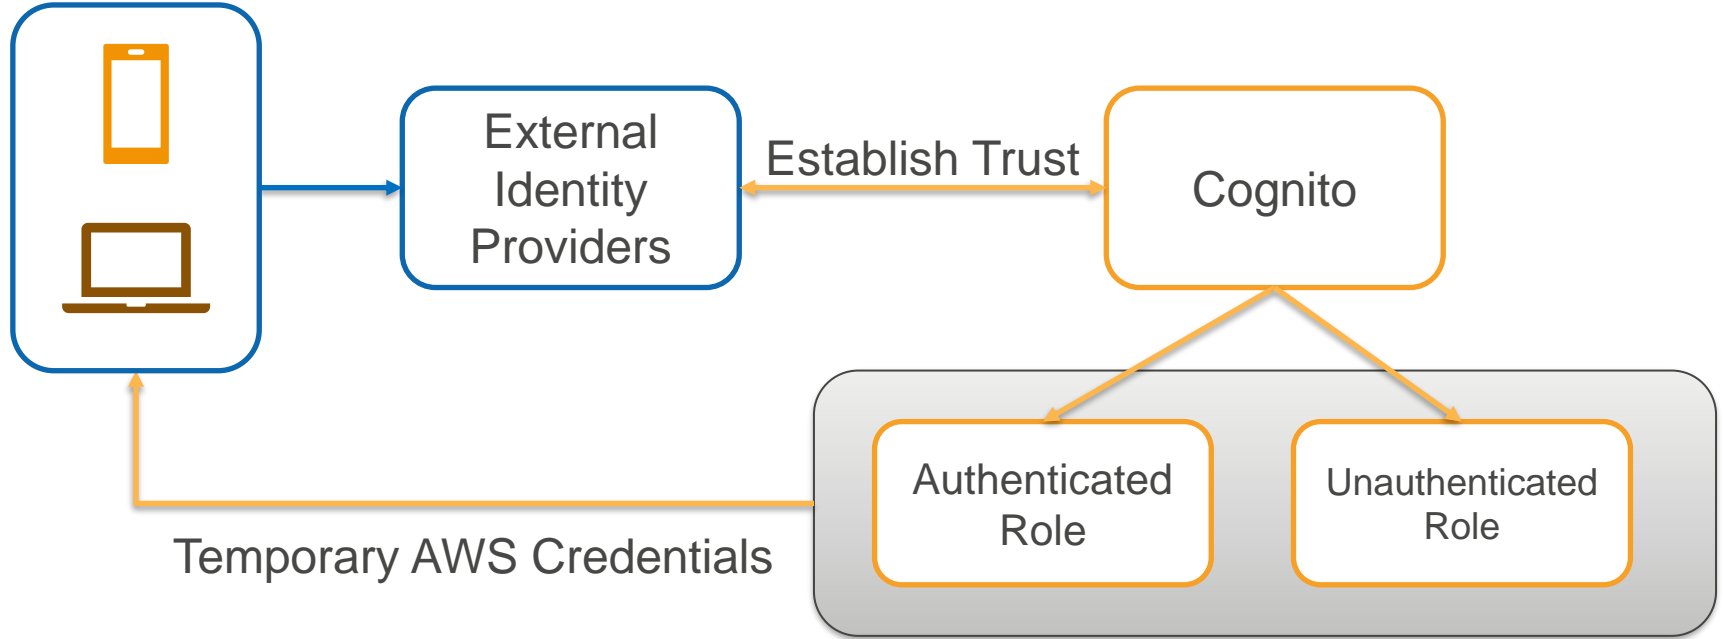 External
Identity
Providers
Establish Trust
Cognito
Authenticated
Role
Unauthenticated
Role
Temporary AWS Credentials